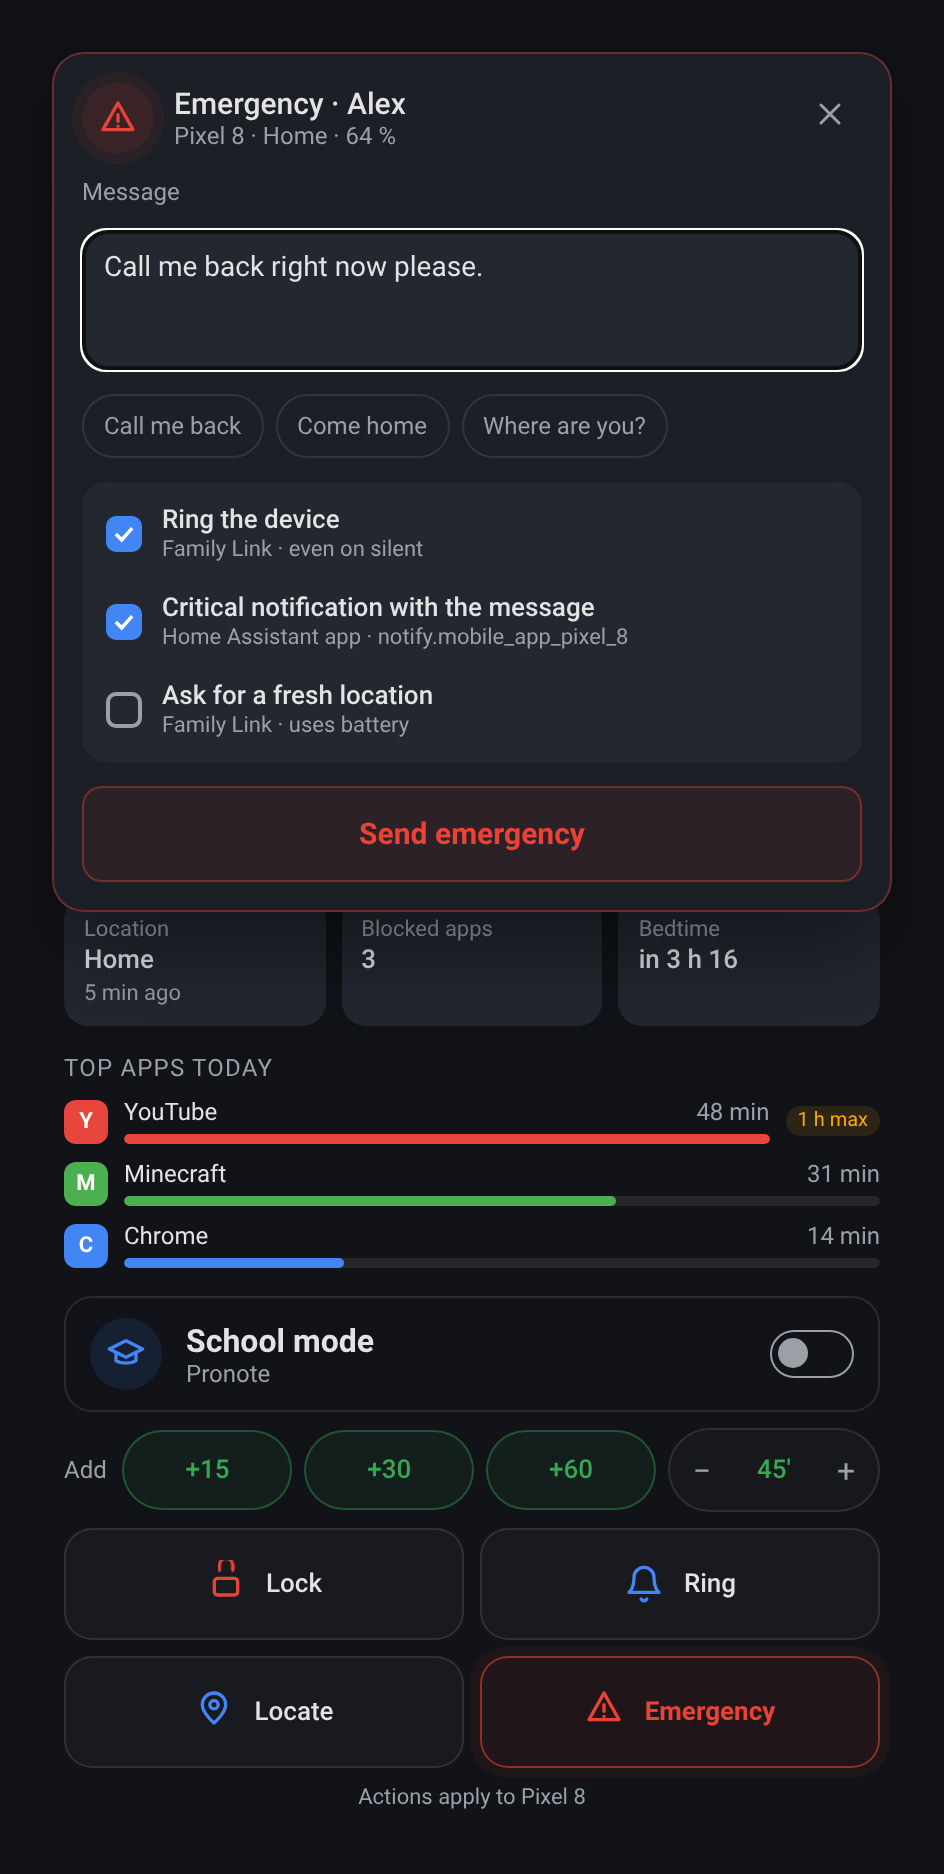 Emergency · Alex
Pixel 8 · Home · 64 %
Message
Call me back right now please.
Call me back
Come home
Where are you?
Ring the device
Family Link · even on silent
Critical notification with the message
Home Assistant app · notify.mobile_app_pixel_8
Ask for a fresh location
Family Link · uses battery
Send emergency
Location
Home
5 min ago
Blocked apps
3
Bedtime
in 3 h 16
TOP APPS TODAY
Y
YouTube
48 min
1 h max
M
Minecraft
31 min
C
Chrome
14 min
School mode
Pronote
Add
+15
+30
+60
− 45' +
Lock
Ring
Locate
Emergency
Actions apply to Pixel 8